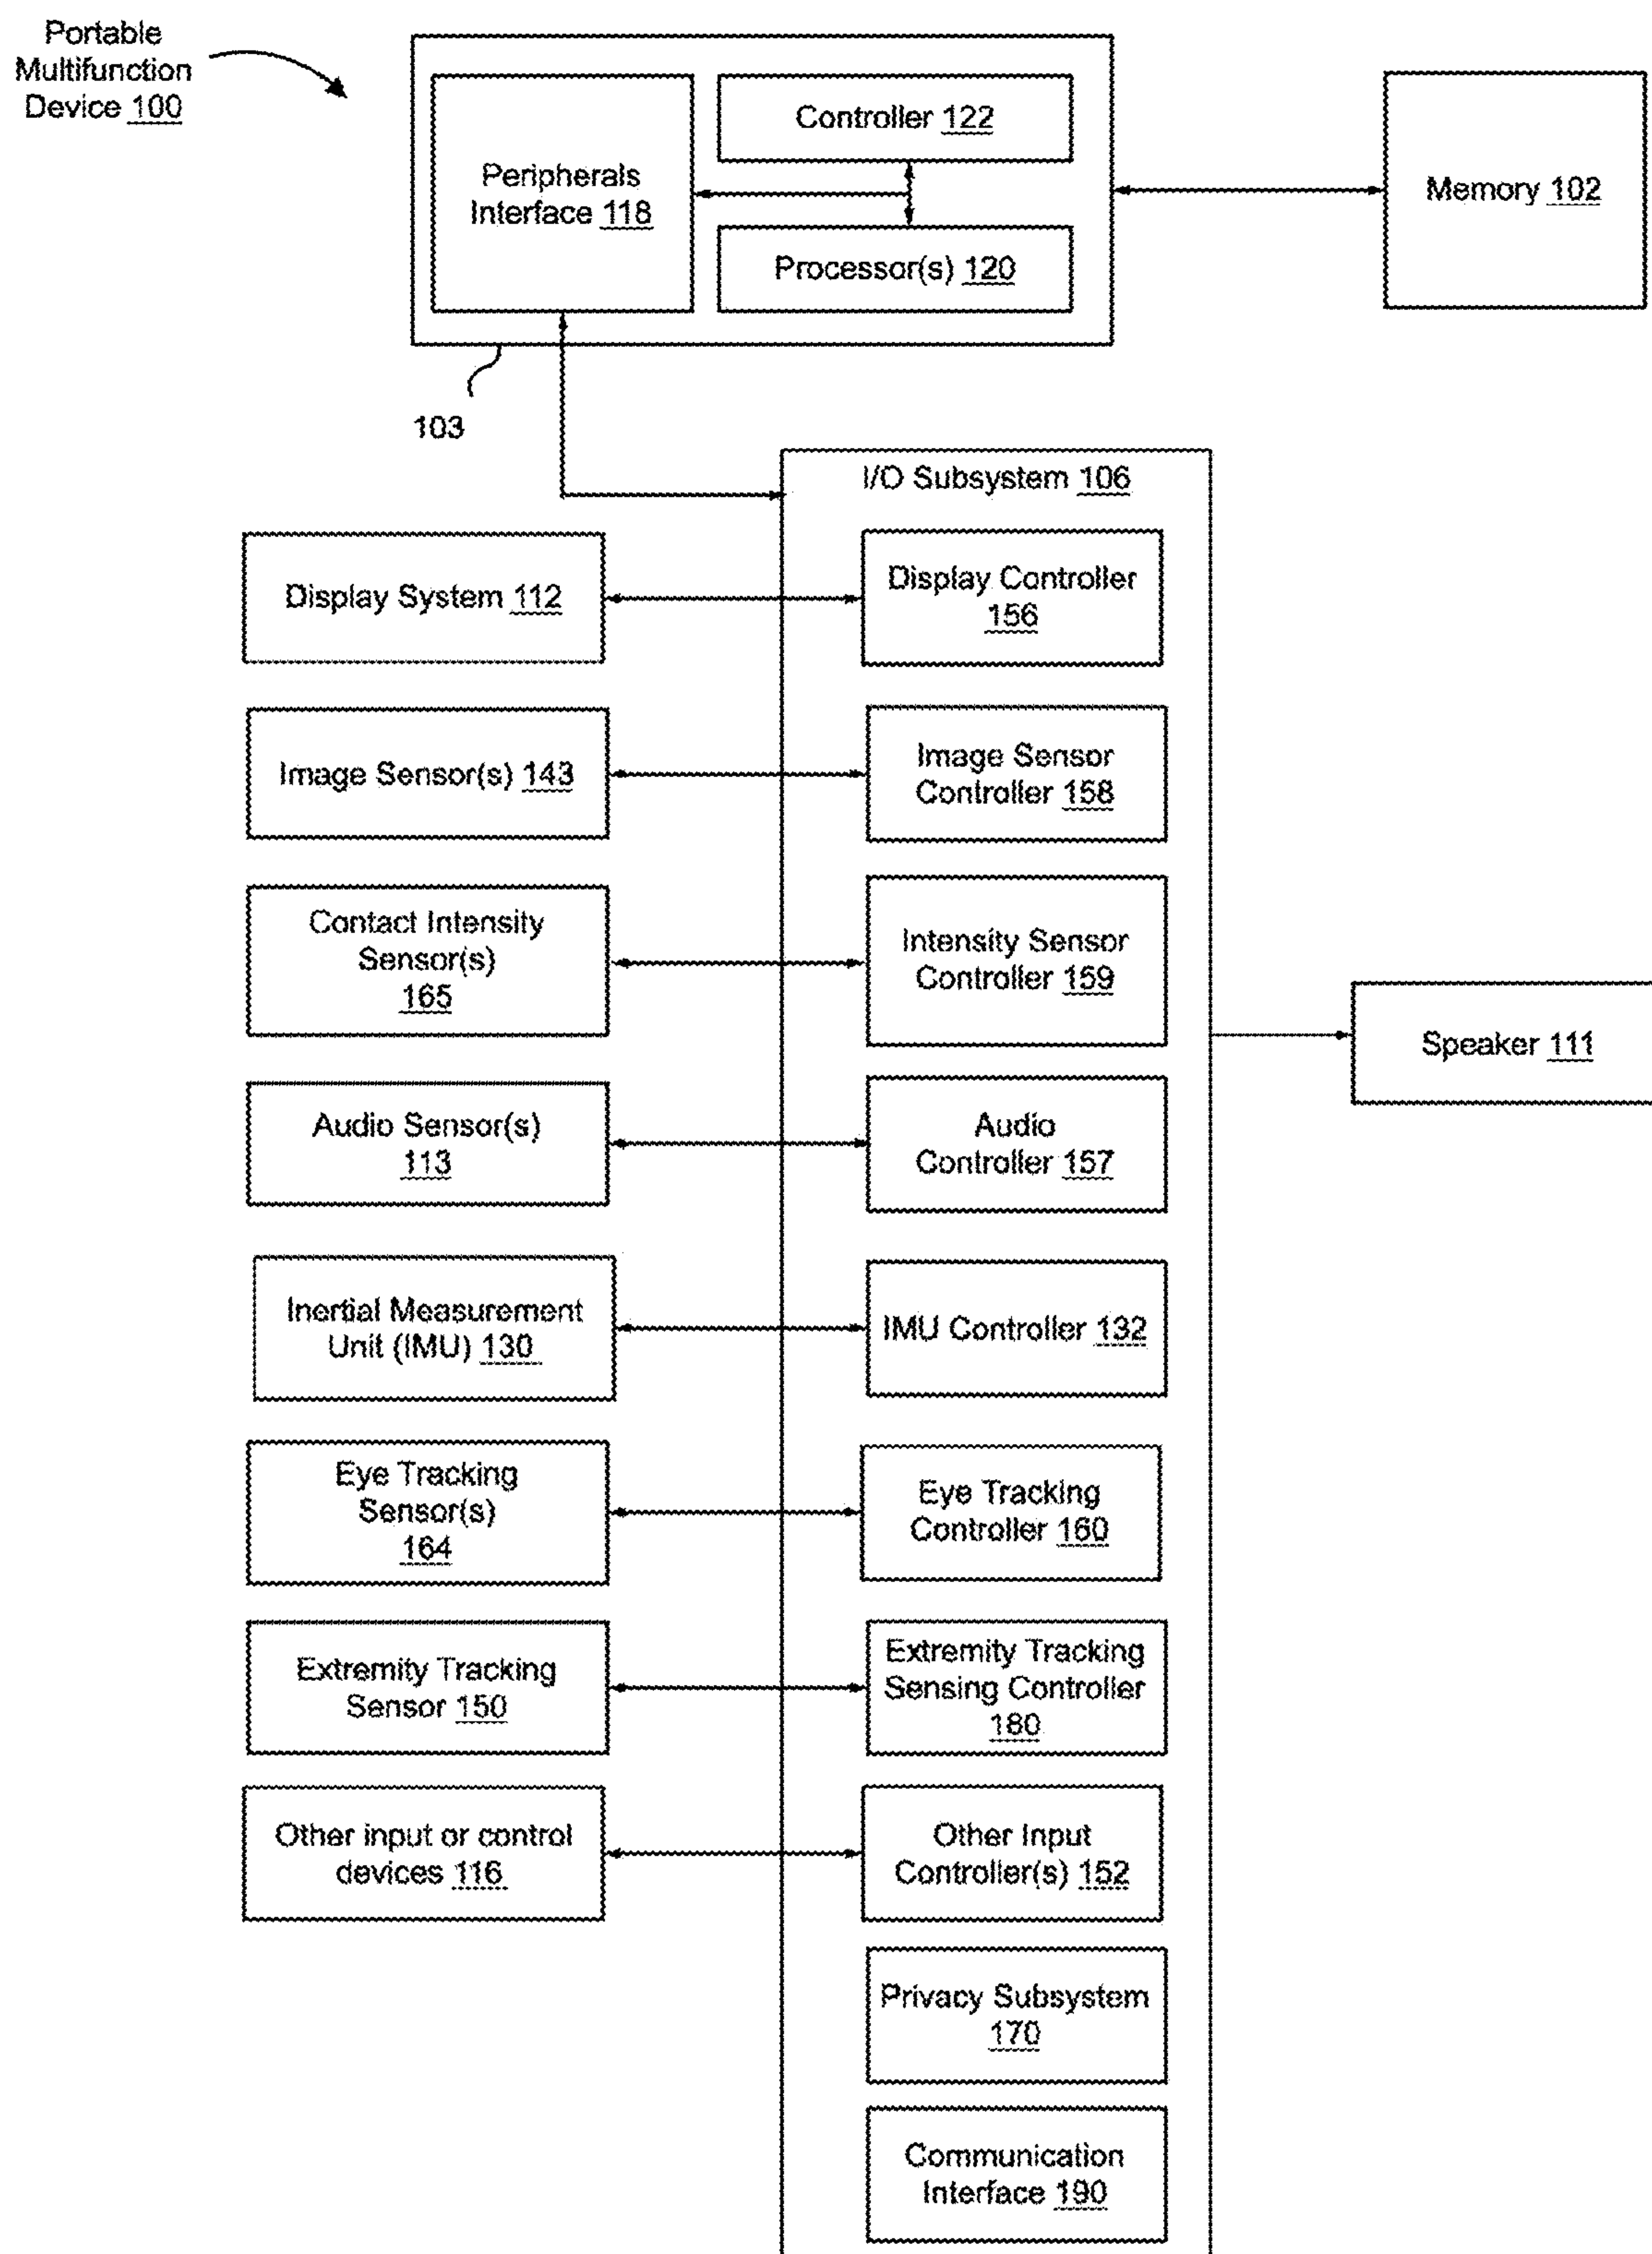 Portable
Multifunction
Device 100
Controller 122
Peripherals
Interface 118
Processor(s) 120
Memory 102
103
I/O Subsystem 106
Display System 112
Display Controller
156
Image Sensor(s) 143
Image Sensor
Controller 158
Contact Intensity
Sensor(s)
165
Intensity Sensor
Controller 159
Speaker 111
Audio Sensor(s)
113
Audio
Controller 157
Inertial Measurement
Unit (IMU) 130
IMU Controller 132
Eye Tracking
Sensor(s)
164
Eye Tracking
Controller 160
Extremity Tracking
Sensor 150
Extremity Tracking
Sensing Controller
180
Other input or control
devices 116
Other Input
Controller(s) 152
Privacy Subsystem
170
Communication
Interface 190